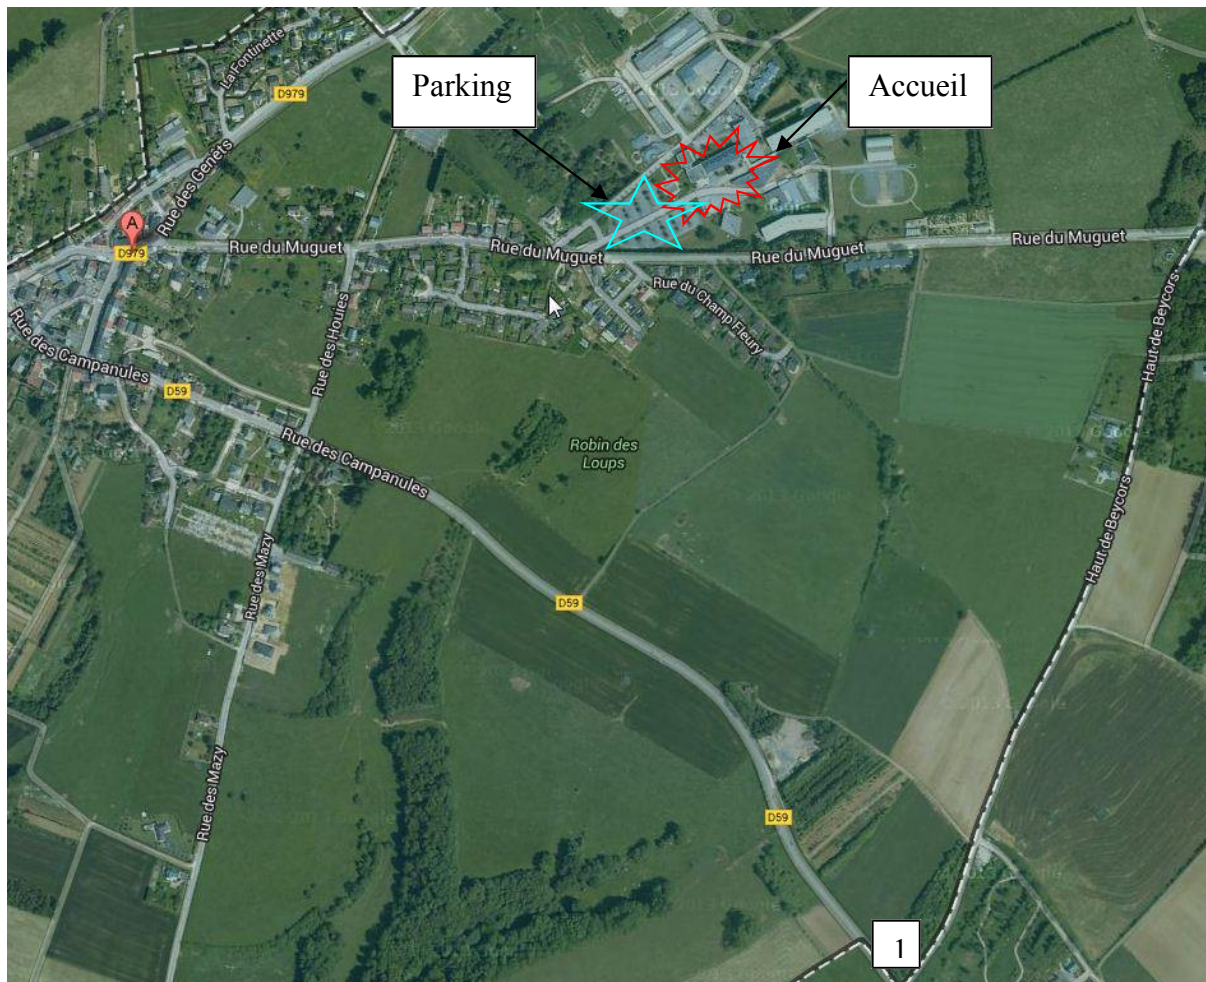 La Fontinette
D979
Parking
Accueil
Rue des Genêts
A
D979
Rue du Muguet
Rue du Muguet
Rue du Muguet
Rue du Muguet
Rue du Champ Fleury
Haut de Beycors
Rue des Campanules
Rue des Houies
D59
Rue des Campanules
Robin des
Loups
Haut de Beycors
Rue des Mazy
D59
Rue des Mazy
D59
1